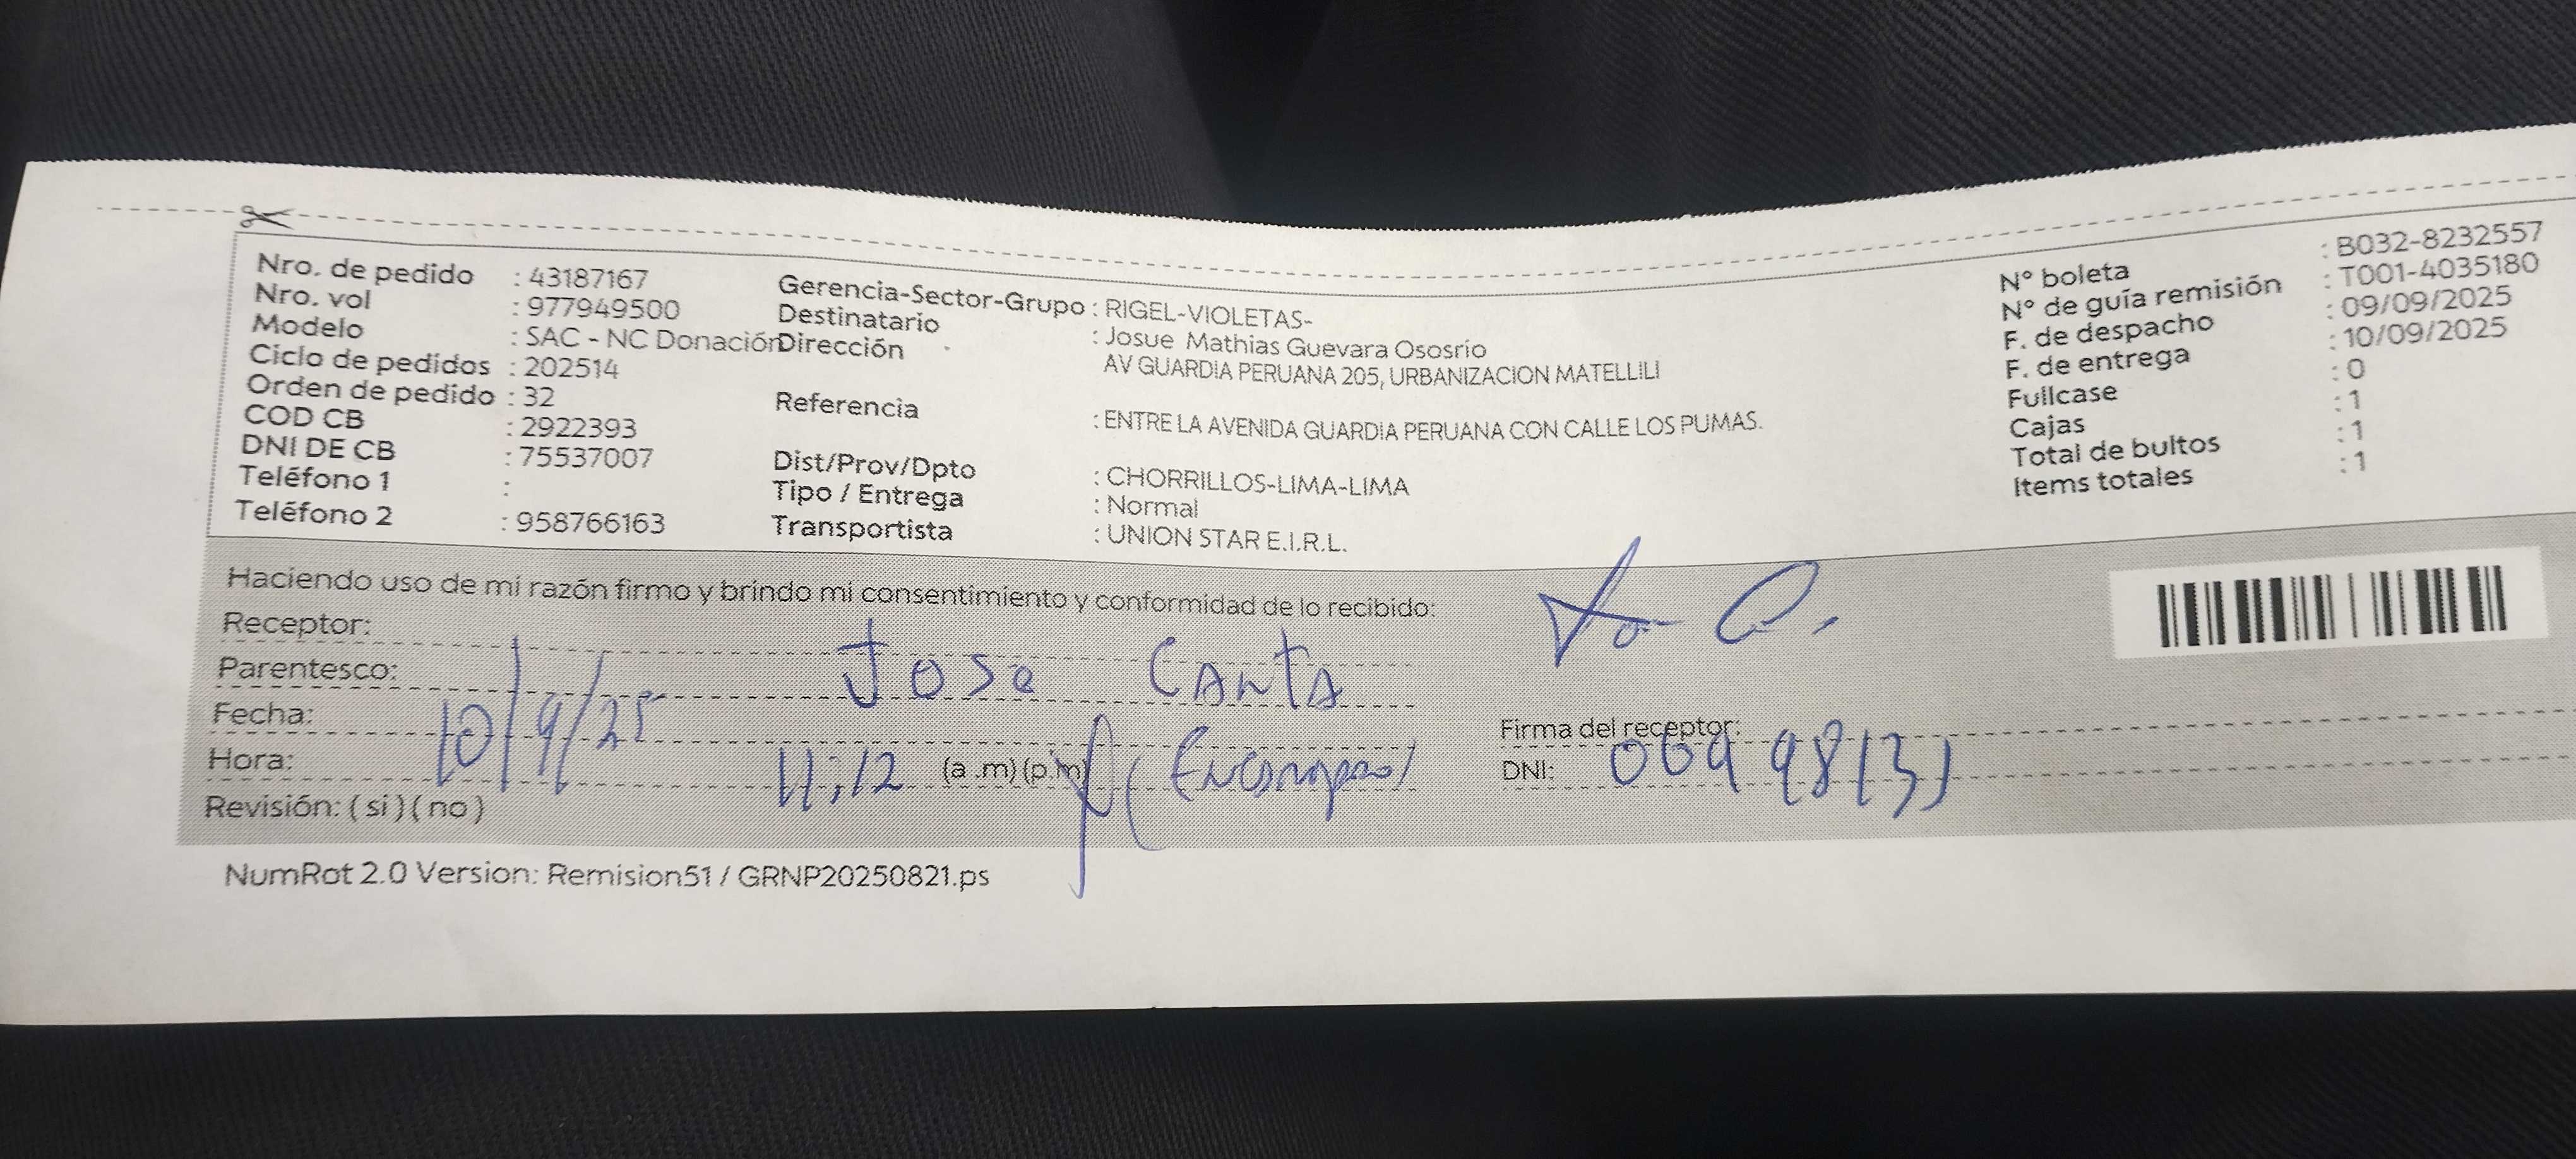 Nro. de pedido : 43187167
Nro. vol : 977949500
Modelo : SAC - NC Donación
Ciclo de pedidos : 202514
Orden de pedido : 32
COD CB : 2922393
DNI DE CB : 75537007
Teléfono 1 :
Teléfono 2 : 958766163
Gerencia-Sector-Grupo : RIGEL-VIOLETAS-
Destinatario : Josue Mathias Guevara Ososrio
Dirección AV GUARDIA PERUANA 205, URBANIZACION MATELLILI
Referencia : ENTRE LA AVENIDA GUARDIA PERUANA CON CALLE LOS PUMAS.
Dist/Prov/Dpto : CHORRILLOS-LIMA-LIMA
Tipo / Entrega : Normal
Transportista : UNION STAR E.I.R.L.
N° boleta : B032-8232557
N° de guía remisión : T001-4035180
F. de despacho : 09/09/2025
F. de entrega : 10/09/2025
Fullcase : 0
Cajas : 1
Total de bultos : 1
Items totales : 1
Haciendo uso de mi razón firmo y brindo mi consentimiento y conformidad de lo recibido:
Receptor:
Parentesco: Jose Canta
Fecha: 10/9/25
Firma del receptor:
Hora: 11:12 (a.m)(p.m)
DNI:
Revisión: (si)(no)
NumRot 2.0 Version: Remision51 / GRNP20250821.ps